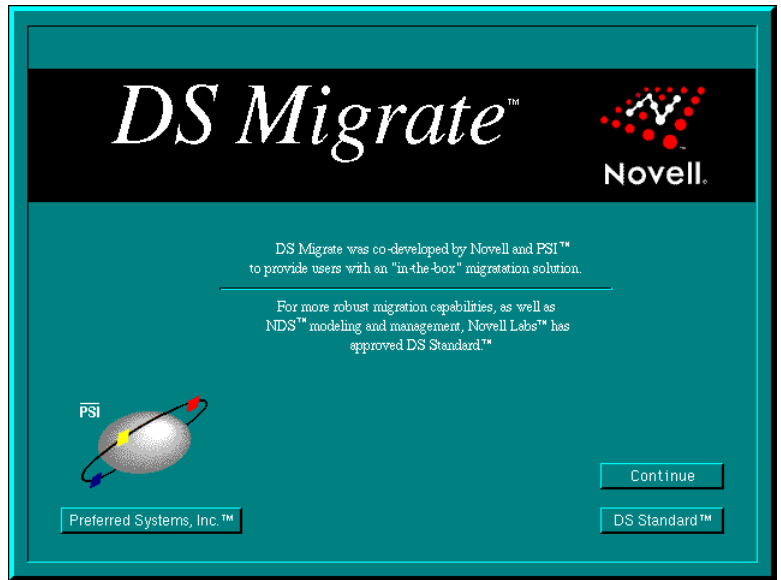 DS Migrate™
Novell®
DS Migrate was co-developed by Novell and PSI™
to provide users with an "in-the-box" migratation solution.
For more robust migration capabilities, as well as
NDS™ modeling and management, Novell Labs™ has
approved DS Standard.™
PSI
Continue
Preferred Systems, Inc.™
DS Standard™